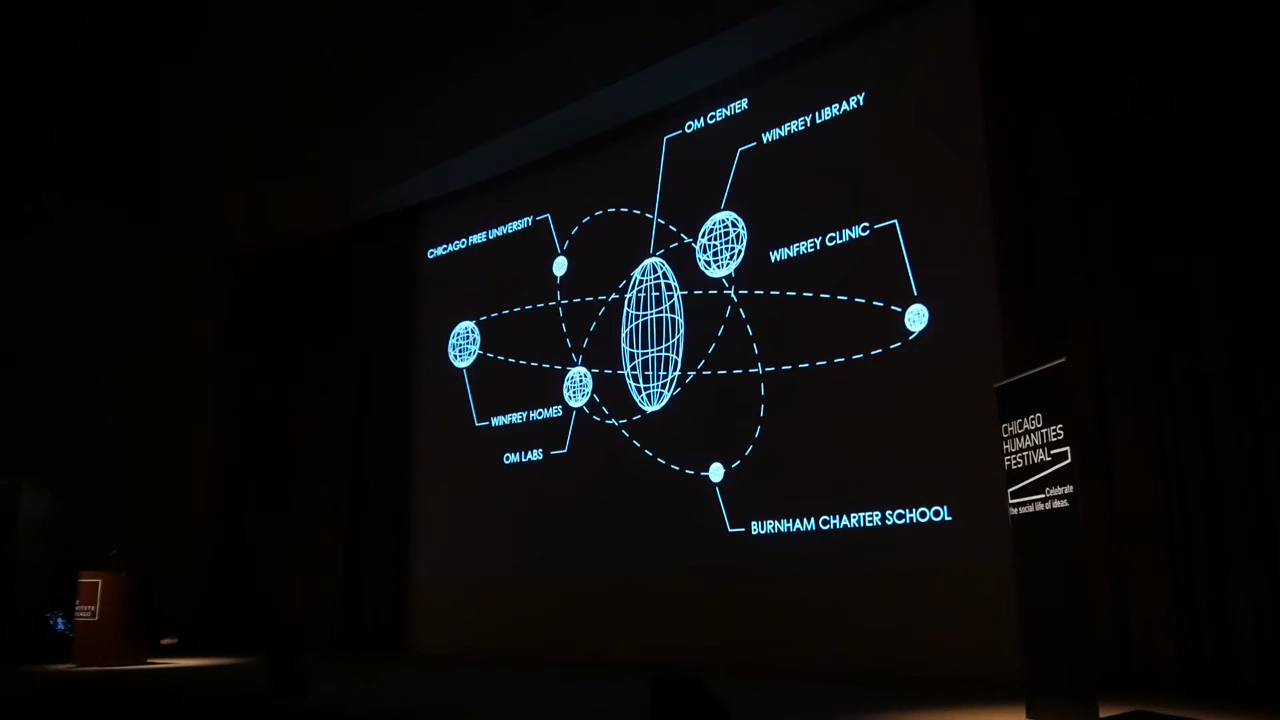 OM CENTER
WINFREY LIBRARY
CHICAGO FREE UNIVERSITY
WINFREY CLINIC
WINFREY HOMES
OM LABS
BURNHAM CHARTER SCHOOL
CHICAGO
HUMANITIES
FESTIVAL
Celebrate
the social life of ideas.